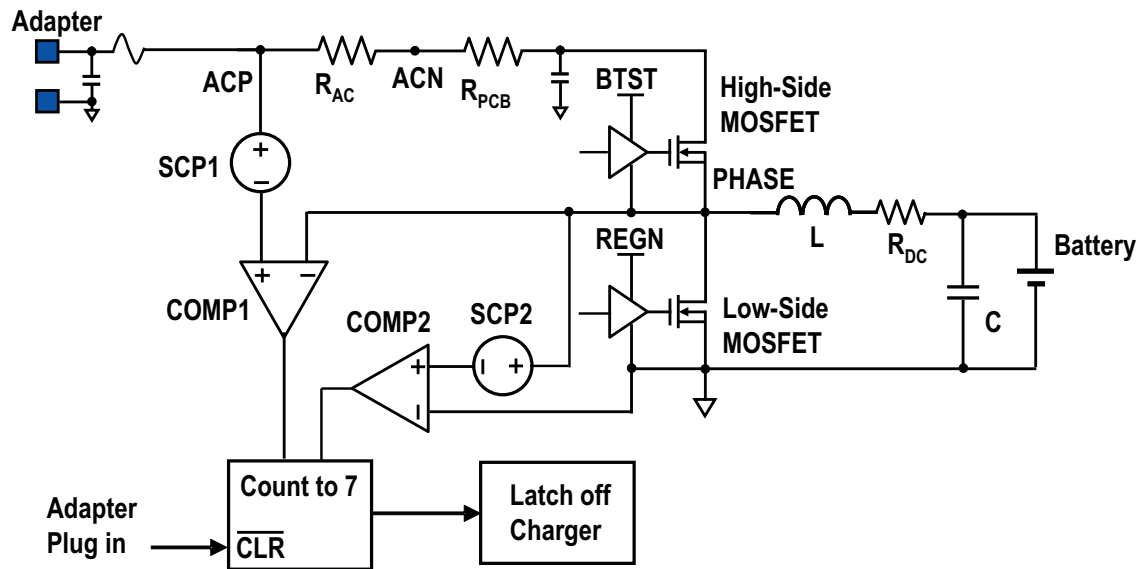 Adapter
ACP
R_AC
ACN
R_PCB
BTST
High-Side
MOSFET
SCP1
+
−
PHASE
REGN
L
R_DC
Battery
+
−
COMP1
COMP2
SCP2
Low-Side
MOSFET
C
+
−
−
+
Count to 7
Latch off
Charger
Adapter
Plug in
C̅L̅R̅